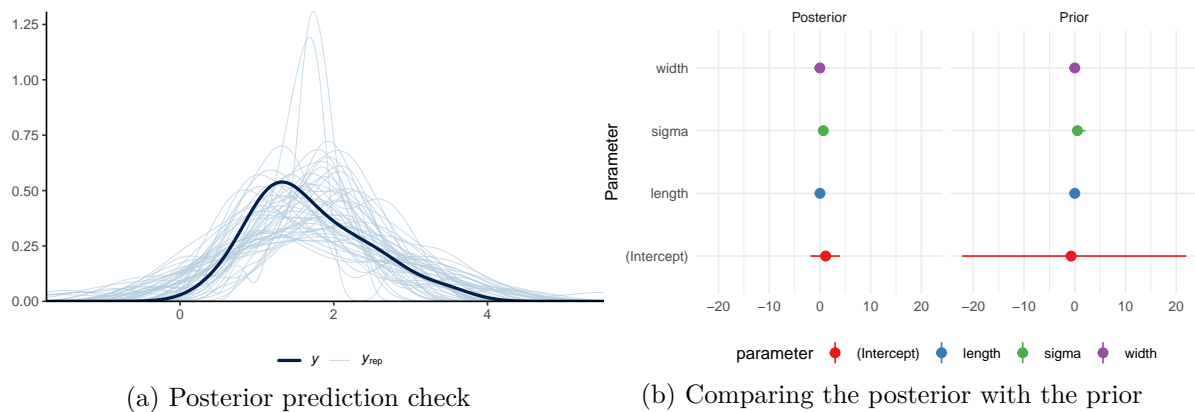 1.25
1.00
0.75
0.50
0.25
0.00
0 2 4
y yrep
(a) Posterior prediction check
Posterior Prior
Parameter
width
sigma
length
(Intercept)
−20 −10 0 10 20 −20 −10 0 10 20
parameter (Intercept) length sigma width
(b) Comparing the posterior with the prior